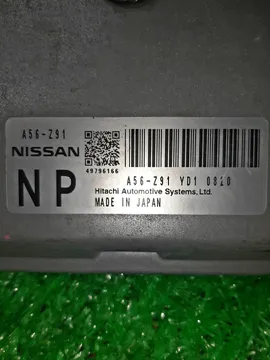 A56-Z91
NISSAN
49796166
A56-Z91 YD1 0820
NP
Hitachi Automotive Systems, Ltd.
MADE IN JAPAN